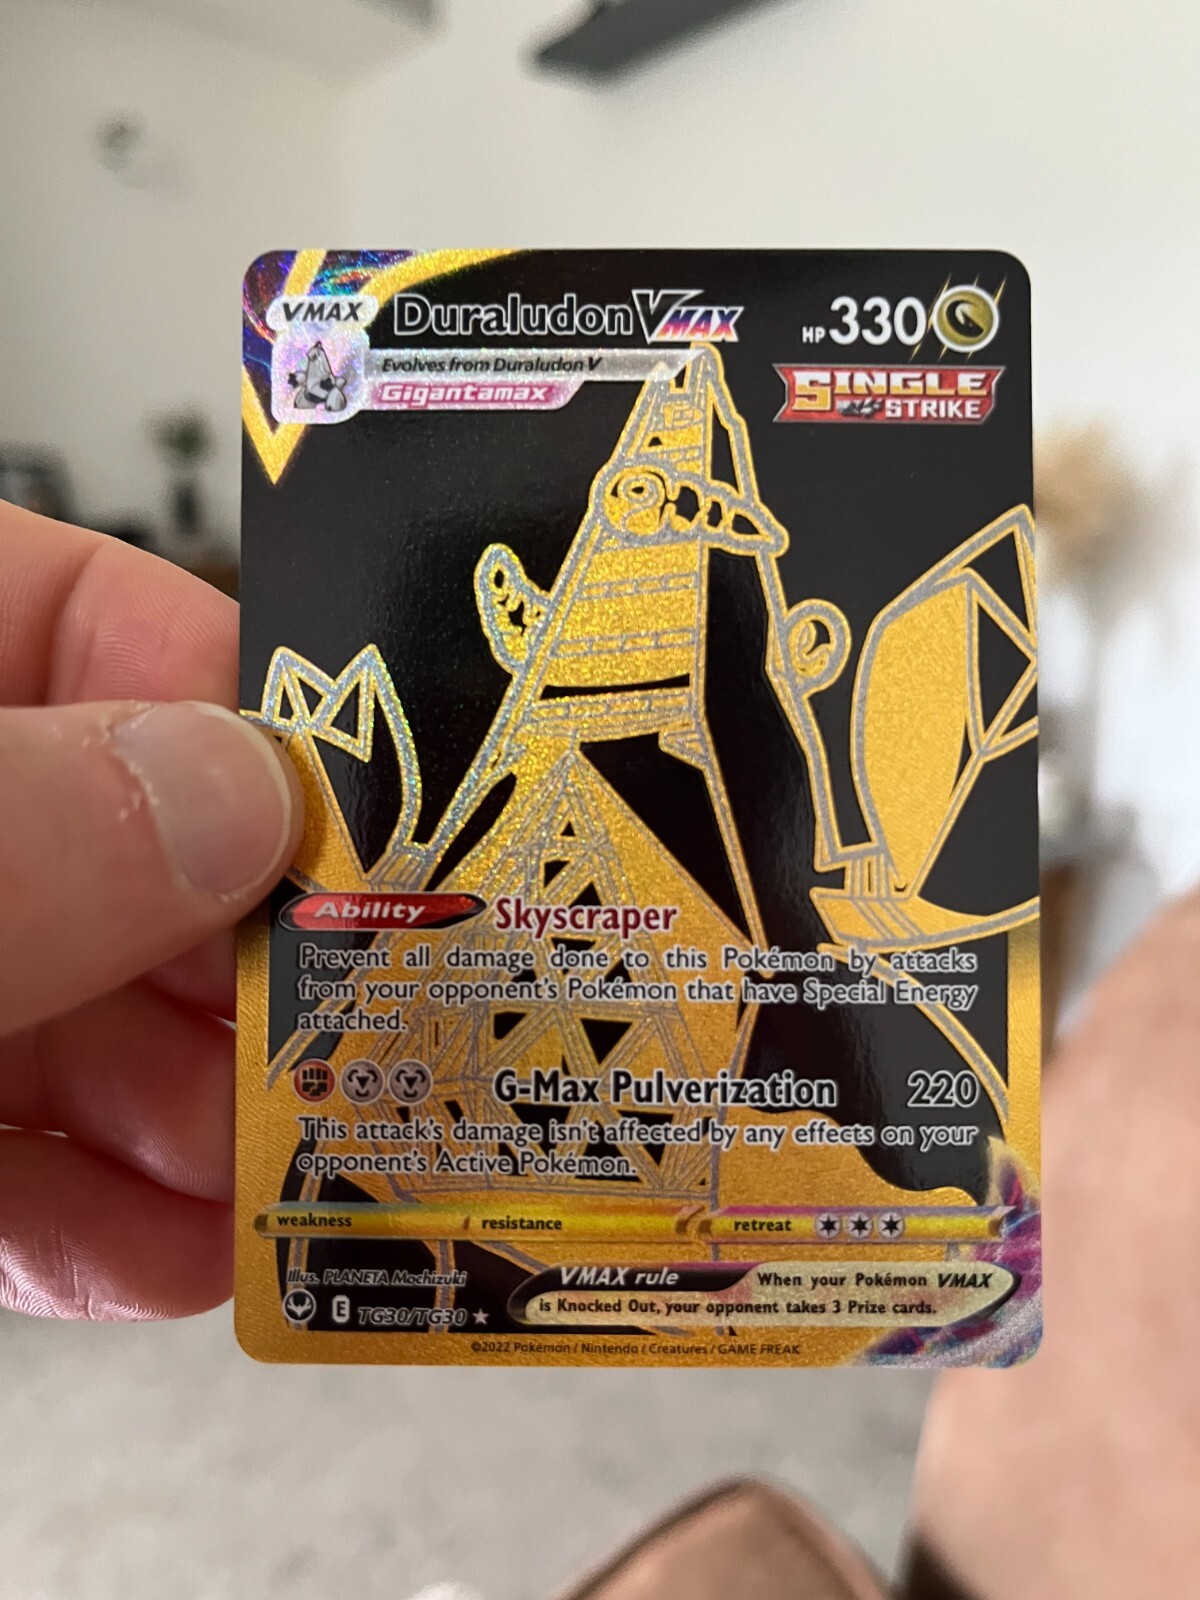 VMAX
Duraludon VMAX
HP 330
Evolves from Duraludon V
Gigantamax
SINGLE
STRIKE
Ability Skyscraper
Prevent all damage done to this Pokémon by attacks
from your opponent's Pokémon that have Special Energy
attached.
G-Max Pulverization 220
This attack's damage isn't affected by any effects on your
opponent's Active Pokémon.
weakness resistance retreat
Illus. PLANETA Mochizuki
E TG30/TG30
VMAX rule When your Pokémon VMAX
is Knocked Out, your opponent takes 3 Prize cards.
©2022 Pokémon / Nintendo / Creatures / GAME FREAK